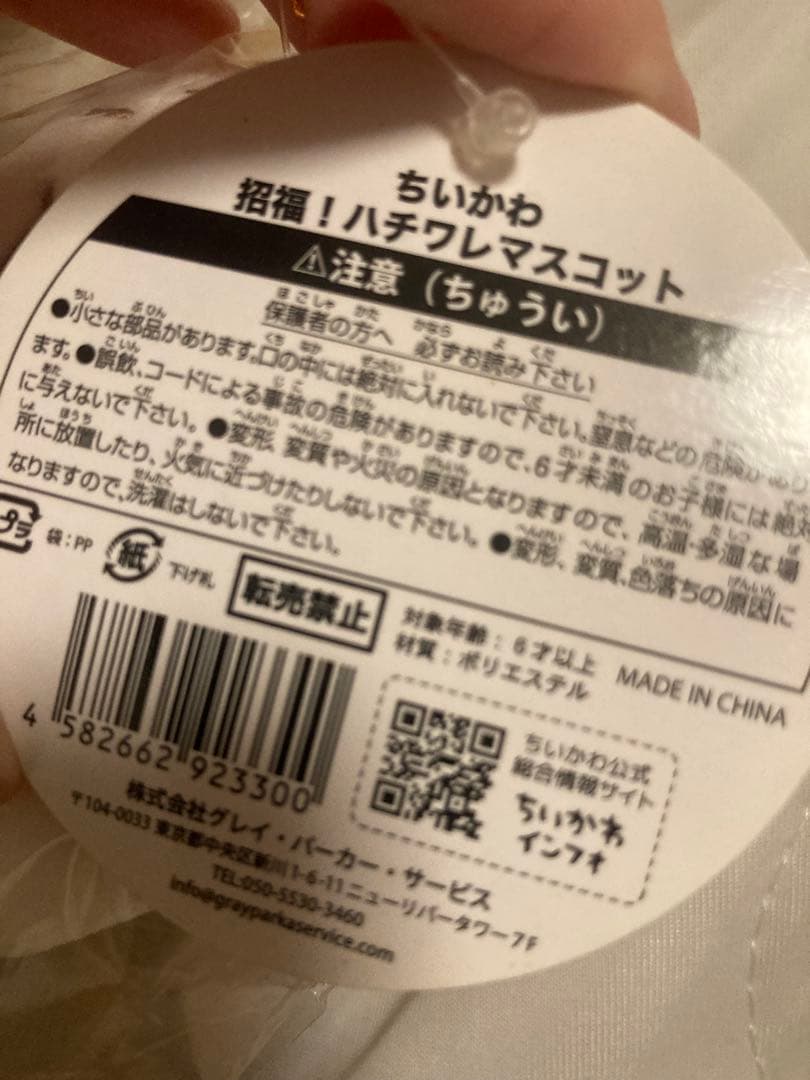 ちいかわ
招福！ハチワレマスコット
⚠注意（ちゅうい）
保護者の方へ 必ずお読み下さい
●小さな部品があります。口の中には絶対に入れないで下さい。窒息などの危険があり
ます。●誤飲、コードによる事故の危険がありますので、6才未満のお子様には絶対
に与えないで下さい。●変形、変質や火災の原因となりますので、高温・多湿な場
所に放置したり、火気に近づけたりしないで下さい。●変形、変質、色落ちの原因に
なりますので、洗濯はしないで下さい。
プラ 袋：PP 紙 下げ札 転売禁止
対象年齢：6才以上
材質：ポリエステル MADE IN CHINA
4 582662 923300
ちいかわ公式
総合情報サイト
ちいかわ
インフォ
株式会社グレイ・パーカー・サービス
〒104-0033 東京都中央区新川1-6-11 ニューリバータワー7F
TEL:050-5530-3460
info@grayparkaservice.com